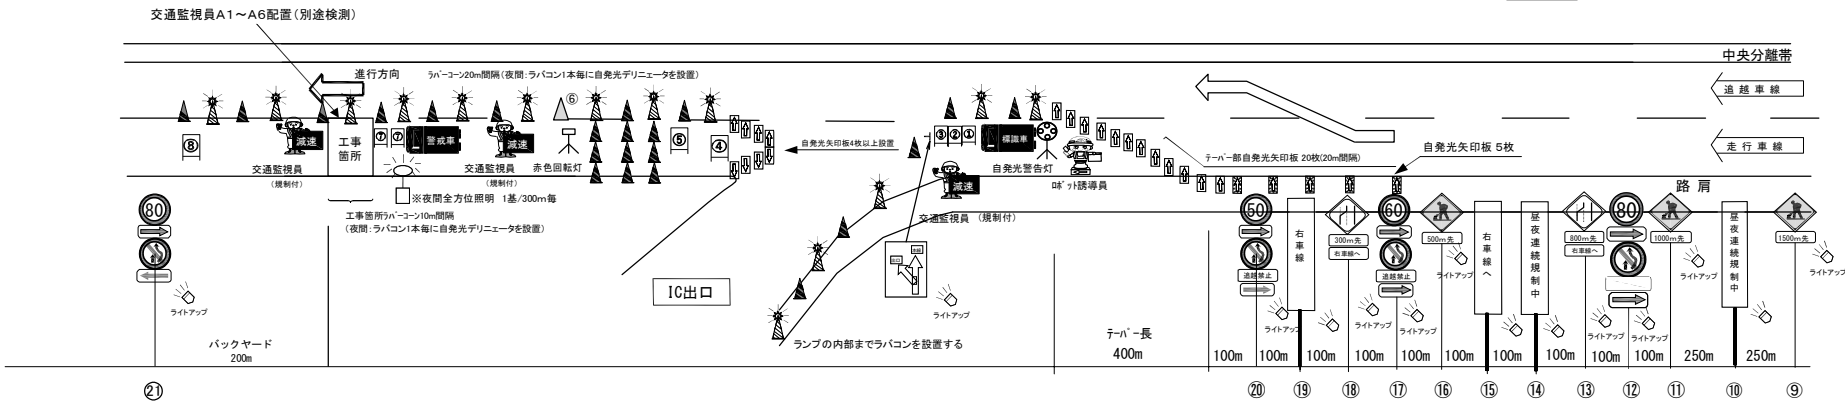 交通監視員A1～A6配置（別途検測）
中央分離帯
進行方向
ﾗﾊﾞｰｺｰﾝ20m間隔（夜間：ラバコン1本毎に自発光デリニェータを設置）
追越車線
⑥
⑧
減速
工事
箇所
⑦
⑦
警戒車
減速
⑤
④
自発光矢印板4枚以上設置
③
②
①
標識車
テーパー部自発光矢印板 20枚（20m間隔）
自発光矢印板 5枚
走行車線
交通監視員
（規制付）
交通監視員
（規制付）
赤色回転灯
自発光警告灯
ﾛﾎﾞｯﾄ誘導員
減速
路肩
※夜間全方位照明 1基/300m毎
工事箇所ﾗﾊﾞｰｺｰﾝ10m間隔
（夜間：ラバコン1本毎に自発光デリニェータを設置）
交通監視員（規制付）
80
50
右車線
300m先
右車線へ
60
500m先
右車線へ
昼夜連続規制中
800m先
右車線へ
80
1000m先
昼夜連続規制中
1500m先
追越禁止
追越禁止
IC出口
出口
ライトアップ
ライトアップ
ライトアップ
ライトアップ
ライトアップ
ライトアップ
ライトアップ
ライトアップ
ライトアップ
ライトアップ
ライトアップ
バックヤード
200m
ランプの内部までラバコンを設置する
テーパー長
400m
100m
100m
100m
100m
100m
100m
100m
100m
100m
100m
250m
250m
㉑
⑳
⑲
⑱
⑰
⑯
⑮
⑭
⑬
⑫
⑪
⑩
⑨